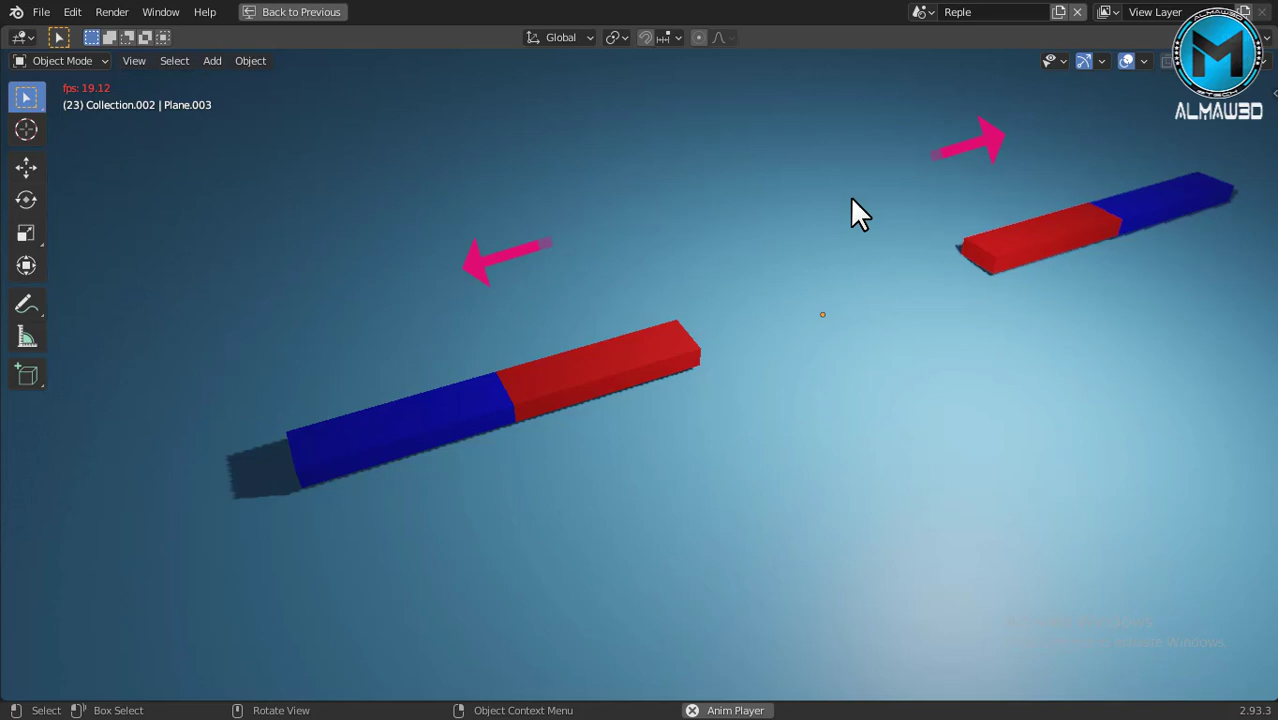 File Edit Render Window Help Back to Previous Reple View Layer
Global
Object Mode View Select Add Object
fps: 19.12
(23) Collection.002 | Plane.003
ALMAW3D
Select Box Select Rotate View Object Context Menu Anim Player 2.93.3